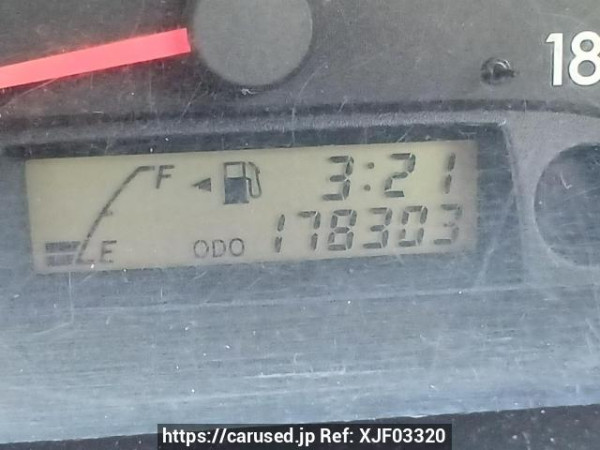 18
F 3:21
E ODO 178303
https://carused.jp Ref: XJF03320